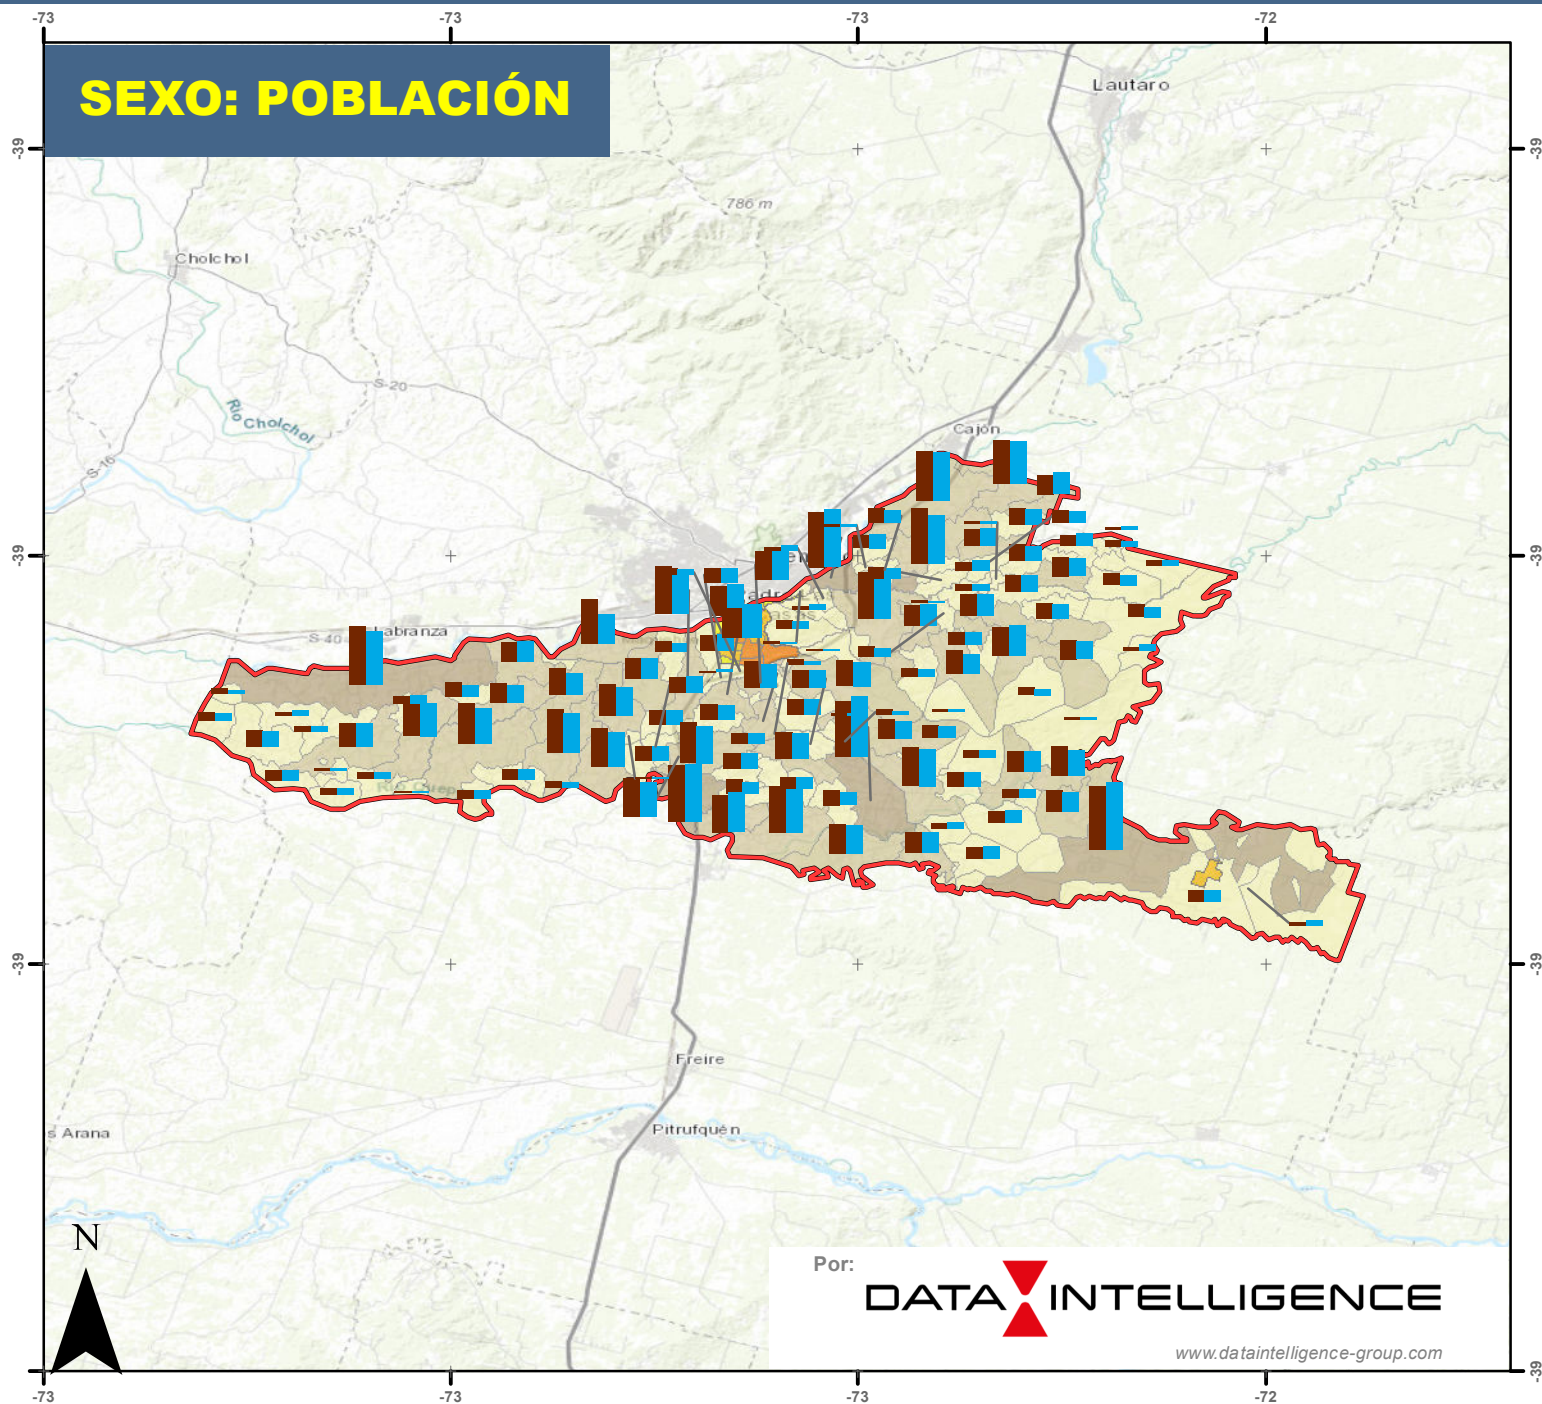 -73
-73
-73
-72
SEXO: POBLACIÓN
Lautaro
-39
-39
786 m
Cholchol
S-20
Río Cholchol
Cajón
S-16
-39
-39
Labranza
S-40
-39
-39
Freire
s Arana
Pitrufquén
N
Por:
DATA INTELLIGENCE
www.dataintelligence-group.com
-39
-39
-73
-73
-73
-72